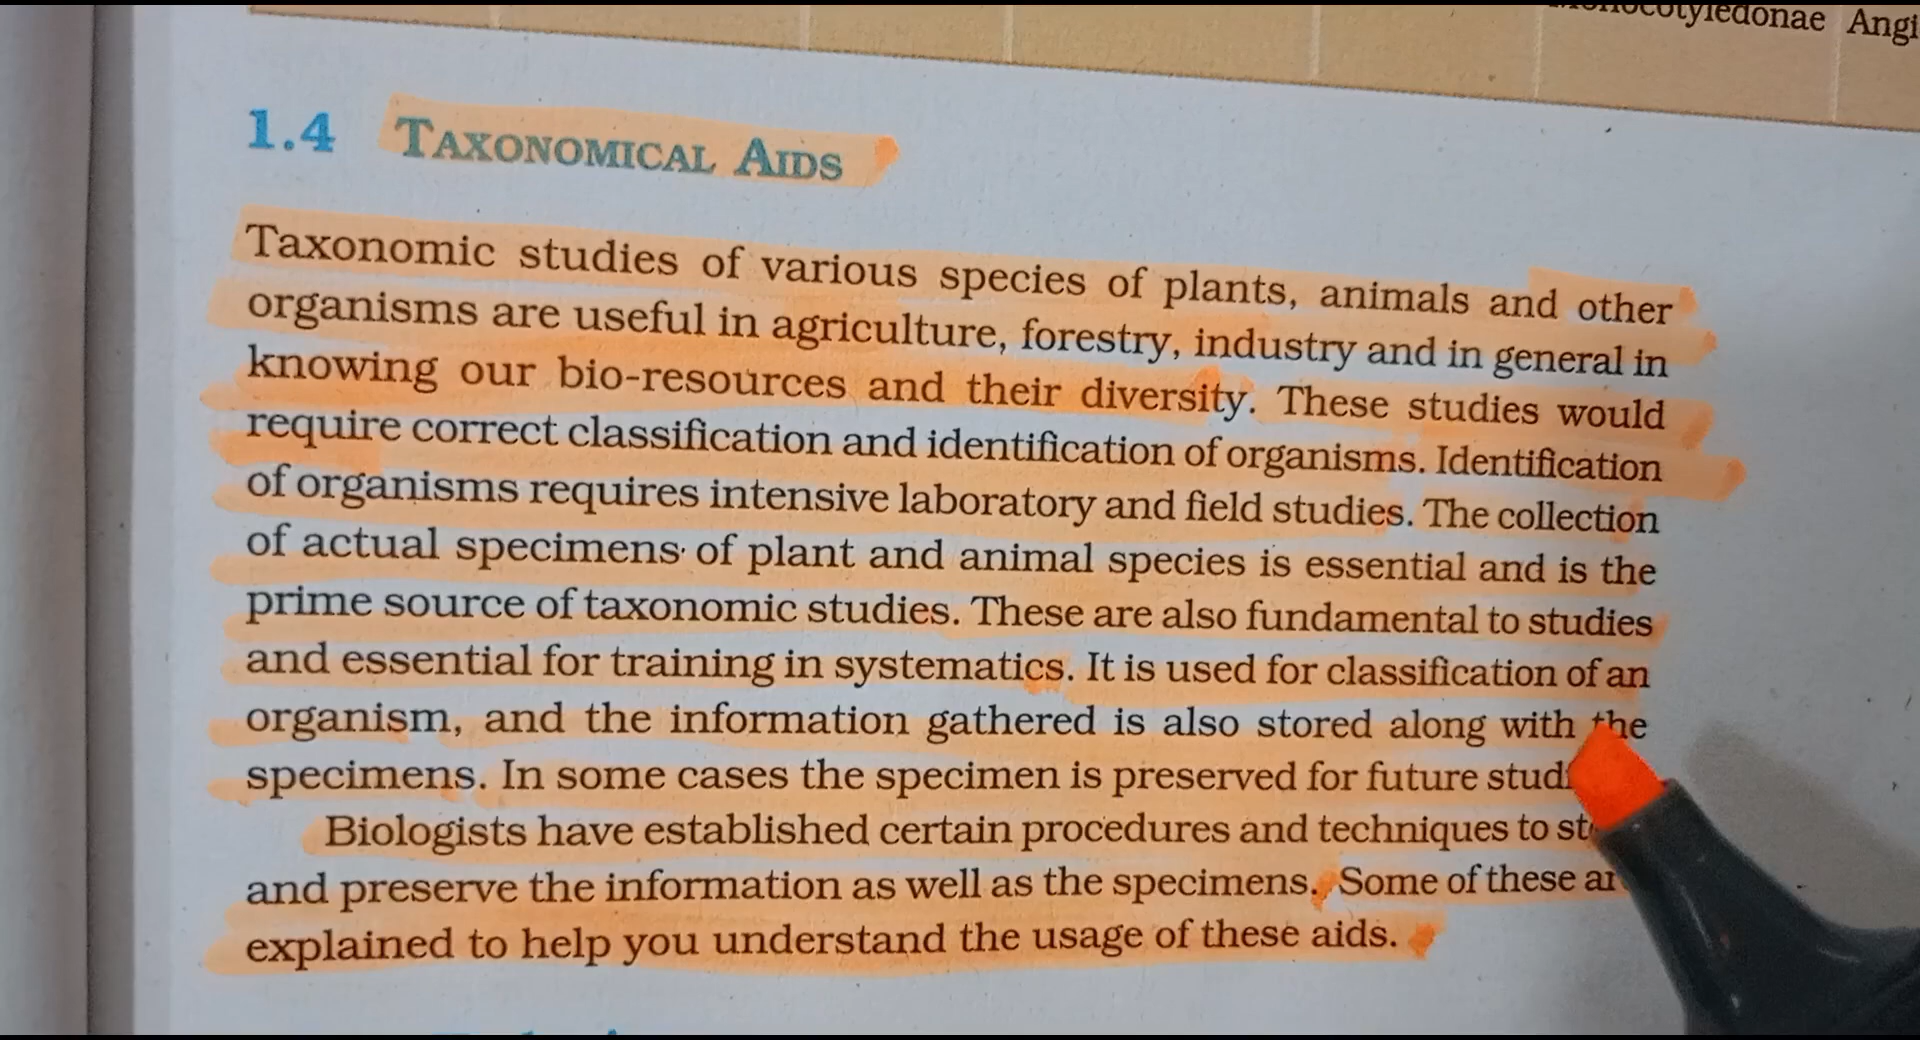 Monocotyledonae Angi
1.4 TAXONOMICAL AIDS
Taxonomic studies of various species of plants, animals and other
organisms are useful in agriculture, forestry, industry and in general in
knowing our bio-resources and their diversity. These studies would
require correct classification and identification of organisms. Identification
of organisms requires intensive laboratory and field studies. The collection
of actual specimens of plant and animal species is essential and is the
prime source of taxonomic studies. These are also fundamental to studies
and essential for training in systematics. It is used for classification of an
organism, and the information gathered is also stored along with the
specimens. In some cases the specimen is preserved for future
Biologists have established certain procedures and techniques to
and preserve the information as well as the specimens. Some of these
explained to help you understand the usage of these aids.